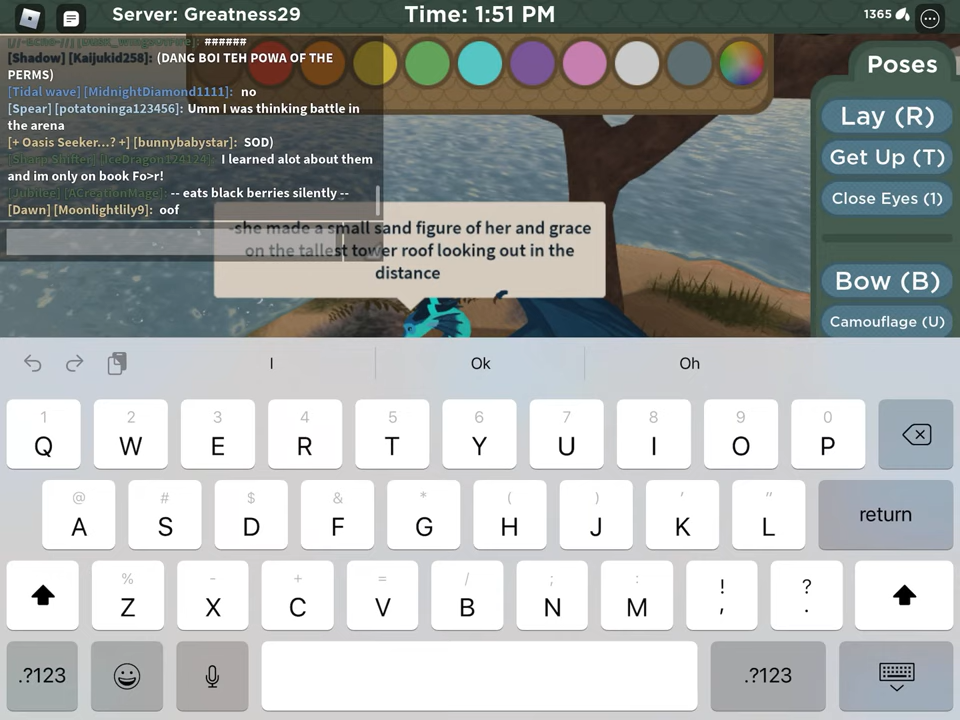 Server: Greatness29
Time: 1:51 PM
1365
######
[Shadow] [Kaijukid258]: (DANG BOI TEH POWA OF THE
PERMS)
[Tidal wave] [MidnightDiamond1111]: no
[Spear] [potatoninga123456]: Umm I was thinking battle in
the arena
[+ Oasis Seeker...? +] [bunnybabystar]: SOD)
[Sharp Shifter] [IceDragon124124]: I learned alot about them
and im only on book Fo>r!
[Jubilee] [ACreationMage]: -- eats black berries silently --
[Dawn] [Moonlightlily9]: oof
-she made a small sand figure of her and grace
on the tallest tower roof looking out in the
distance
Poses
Lay (R)
Get Up (T)
Close Eyes (1)
Bow (B)
Camouflage (U)
I Ok Oh
1 2 3 4 5 6 7 8 9 0
Q W E R T Y U I O P
@ # $ & * ( ) ' "
A S D F G H J K L return
% - + = / ; : ! ?
Z X C V B N M , .
.?123 .?123